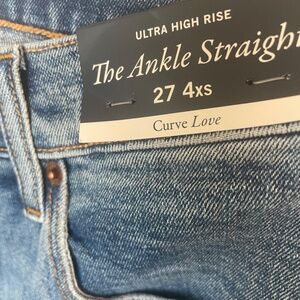 ULTRA HIGH RISE
The Ankle Straight
27 4xs
Curve Love